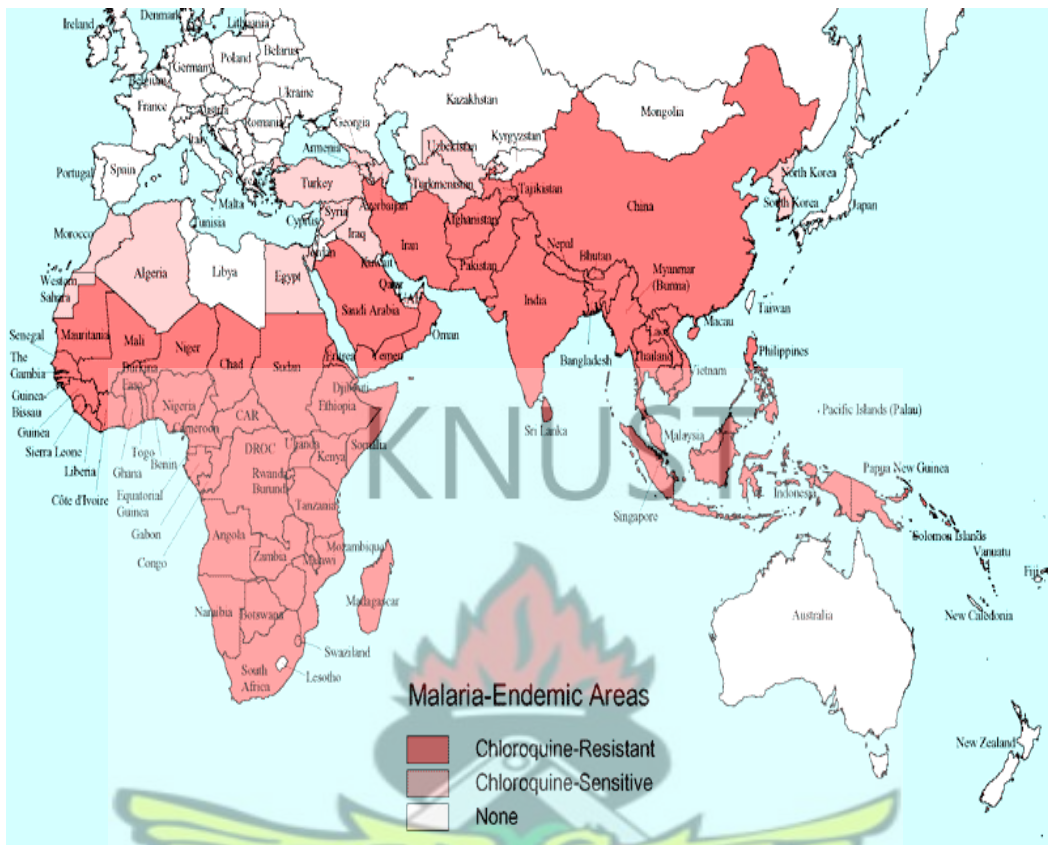 Ireland
Denmark
Lithuania
Belarus
Poland
Germany
Belgium
Ukraine
France
Austria
Romania
Italy
Portugal
Spain
Malta
Tunisia
Georgia
Armenia
Turkey
Cyprus
Syria
Iraq
Jordan
Kuwait
Azerbaijan
Kazakhstan
Mongolia
Kyrgyzstan
Uzbekistan
Turkmenistan
Tajikistan
China
North Korea
South Korea
Japan
Afghanistan
Iran
Pakistan
Nepal
Bhutan
India
Myanmar
(Burma)
Bangladesh
Laos
Thailand
Vietnam
Macau
Taiwan
Philippines
Sri Lanka
Malaysia
Singapore
Indonesia
Pacific Islands (Palau)
Papua New Guinea
Solomon Islands
Vanuatu
Fiji
New Caledonia
Australia
New Zealand
Qatar
UAE
Saudi Arabia
Oman
Yemen
Morocco
Western
Sahara
Algeria
Libya
Egypt
Mauritania
Mali
Niger
Chad
Sudan
Eritrea
Djibouti
Ethiopia
Somalia
Senegal
The
Gambia
Guinea-
Bissau
Guinea
Sierra Leone
Liberia
Côte d'Ivoire
Ghana
Togo
Benin
Burkina
Faso
Nigeria
Cameroon
CAR
Equatorial
Guinea
Gabon
Congo
DROC
Uganda
Kenya
Rwanda
Burundi
Tanzania
Angola
Zambia
Malawi
Mozambique
Madagascar
Namibia
Botswana
Swaziland
South
Africa
Lesotho
KNUST
Malaria-Endemic Areas
Chloroquine-Resistant
Chloroquine-Sensitive
None